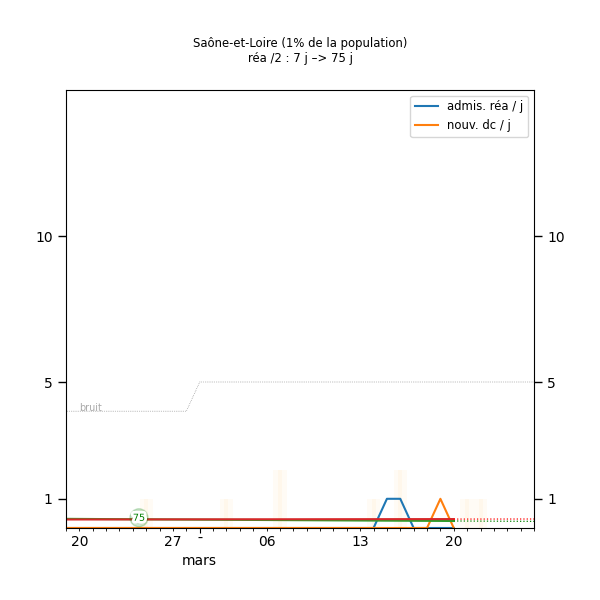 Saône-et-Loire (1% de la population)
réa /2 : 7 j –> 75 j
admis. réa / j
nouv. dc / j
10 10
5 5
bruit
1 1
75
20 27 - 06 13 20
mars